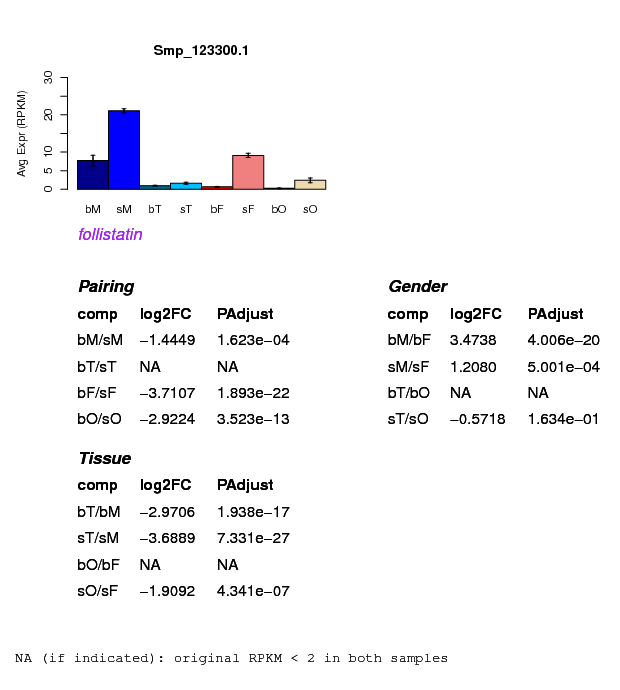 Smp_123300.1
Avg Expr (RPKM)
30
20
10
5
0
bM sM bT sT bF sF bO sO
follistatin
Pairing
comp log2FC PAdjust
bM/sM −1.4449 1.623e−04
bT/sT NA NA
bF/sF −3.7107 1.893e−22
bO/sO −2.9224 3.523e−13
Gender
comp log2FC PAdjust
bM/bF 3.4738 4.006e−20
sM/sF 1.2080 5.001e−04
bT/bO NA NA
sT/sO −0.5718 1.634e−01
Tissue
comp log2FC PAdjust
bT/bM −2.9706 1.938e−17
sT/sM −3.6889 7.331e−27
bO/bF NA NA
sO/sF −1.9092 4.341e−07
NA (if indicated): original RPKM < 2 in both samples